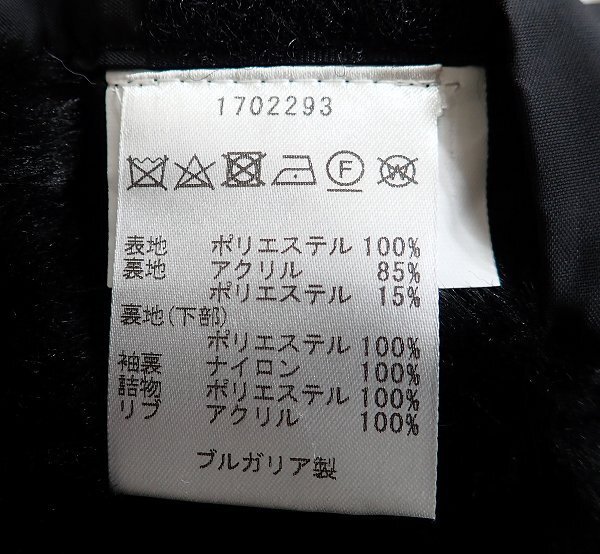 1702293
F W
表地 ポリエステル 100%
裏地 アクリル 85%
ポリエステル 15%
裏地(下部)
ポリエステル 100%
袖裏 ナイロン 100%
詰物 ポリエステル 100%
リブ アクリル 100%
ブルガリア製